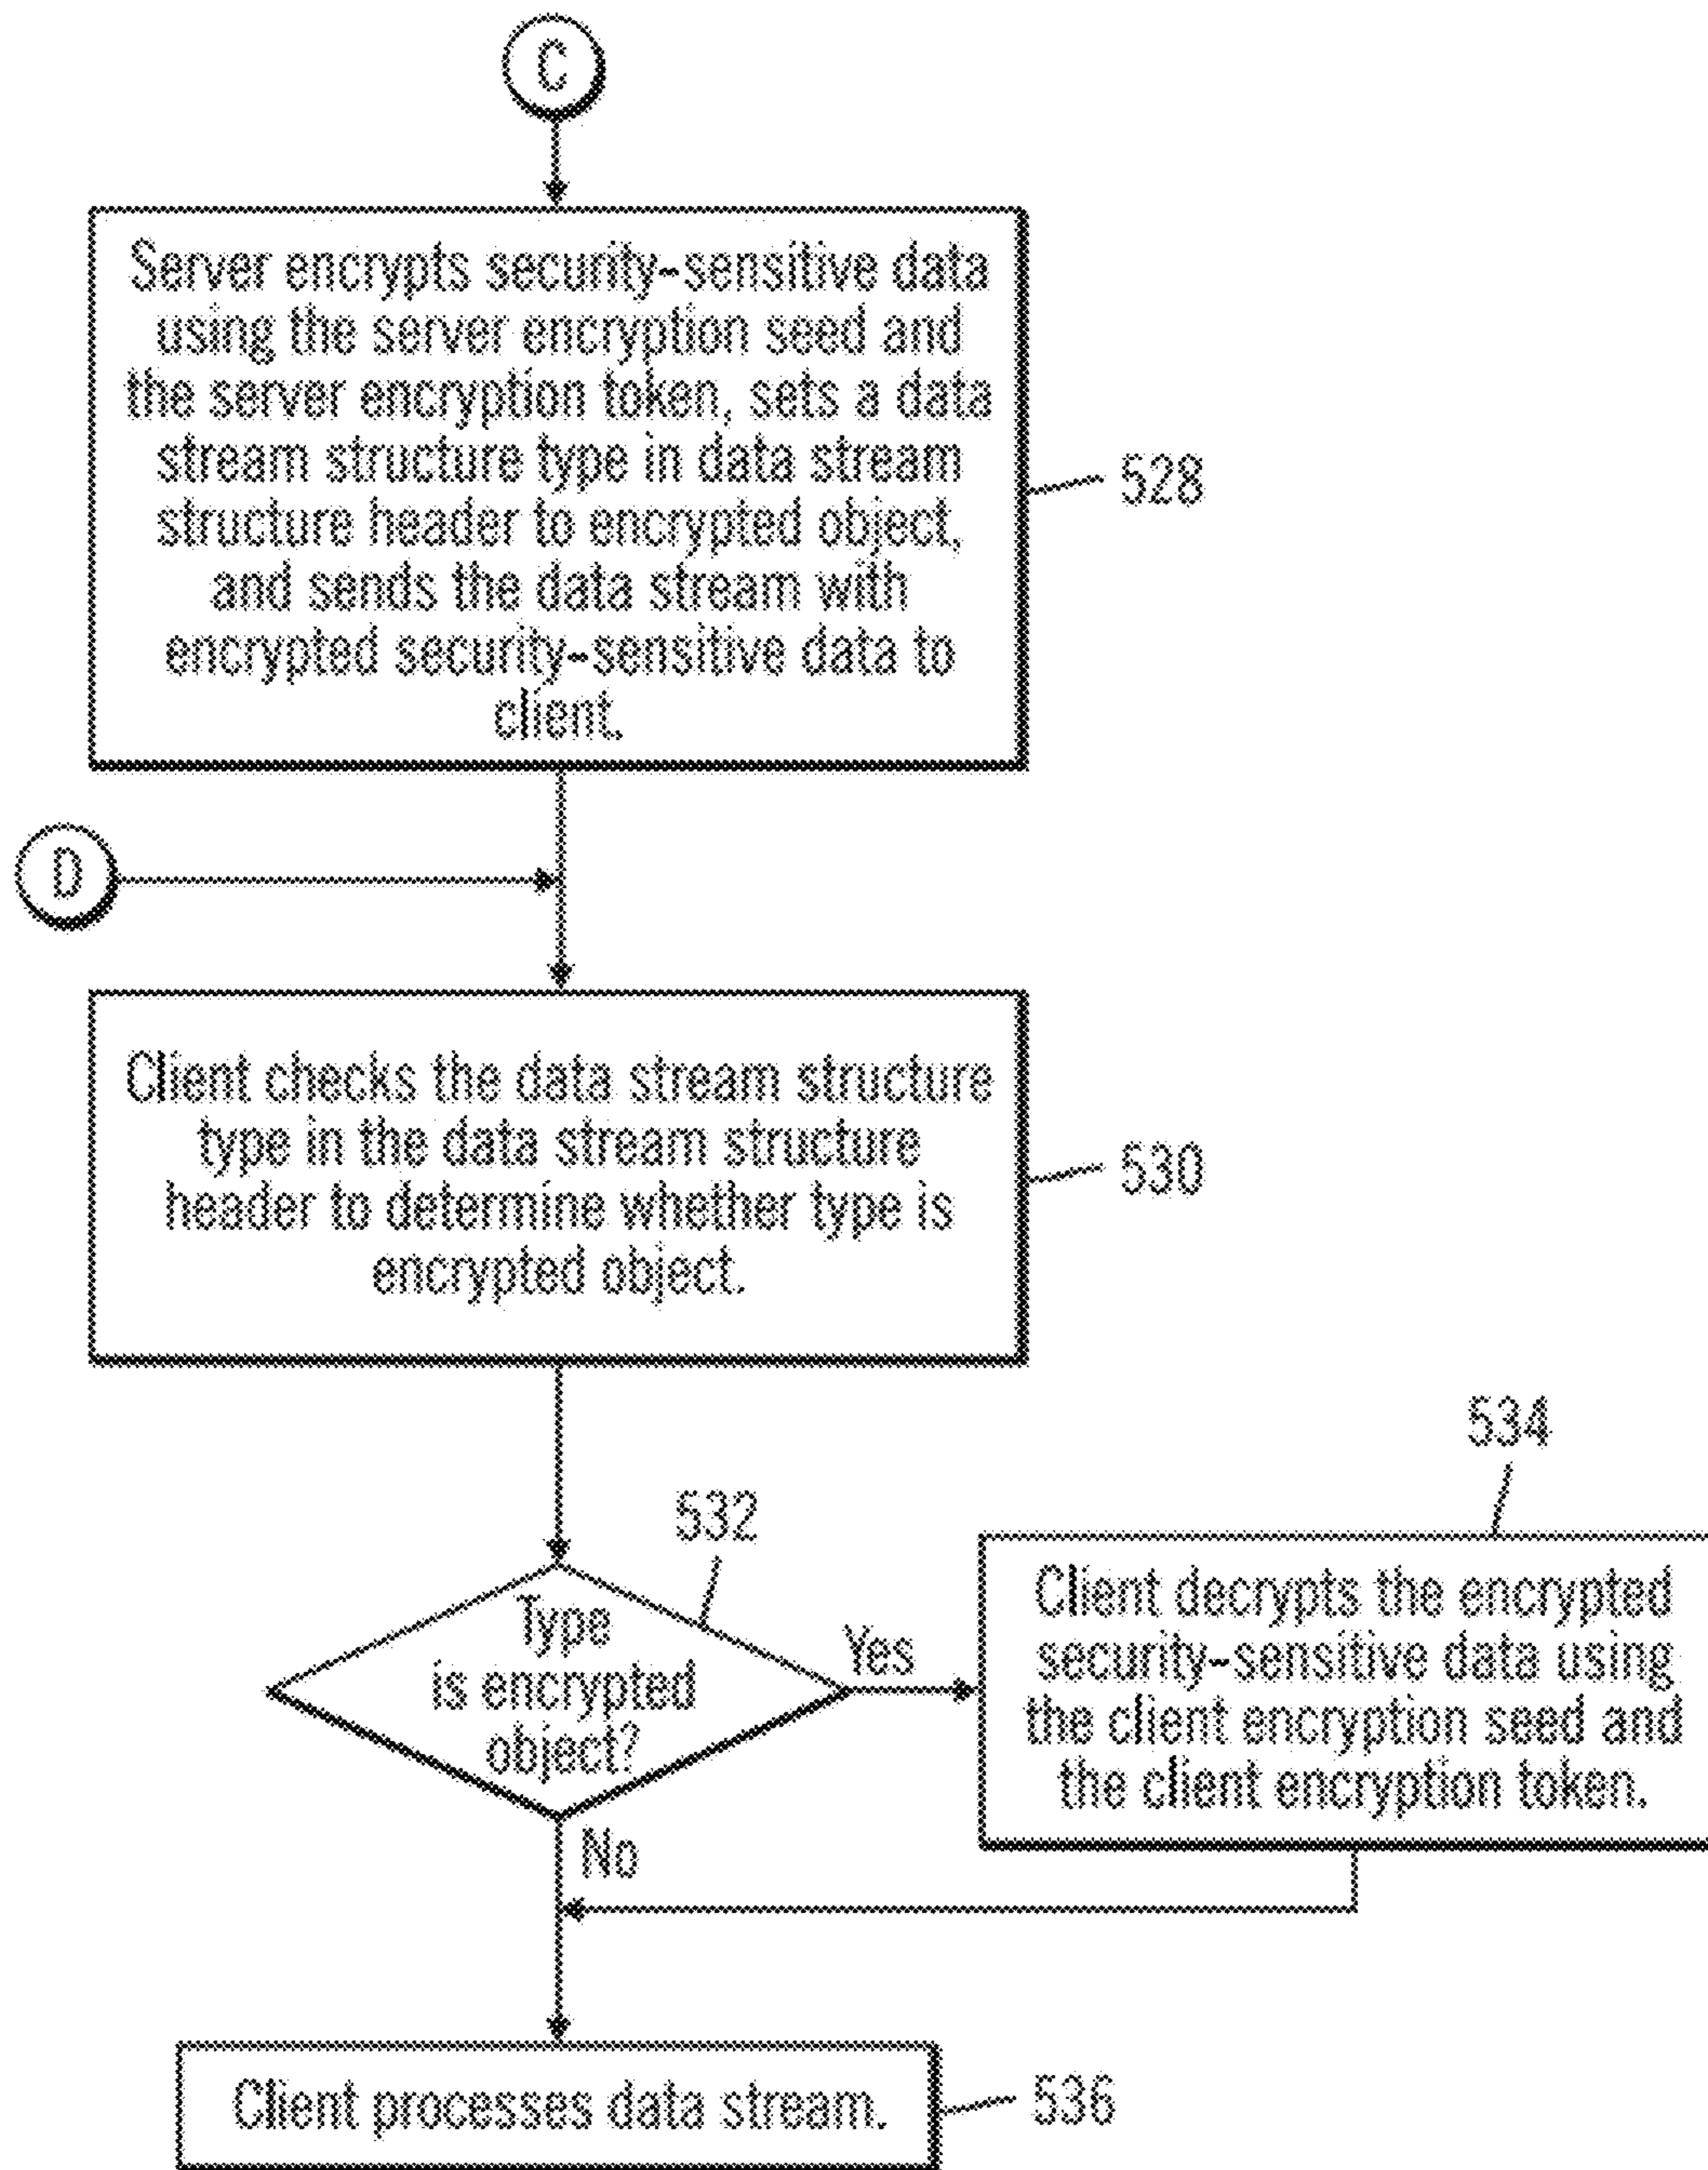 C
Server encrypts security-sensitive data
using the server encryption seed and
the server encryption token, sets a data
stream structure type in data stream
structure header to encrypted object,
and sends the data stream with
encrypted security-sensitive data to
client.
528
D
Client checks the data stream structure
type in the data stream structure
header to determine whether type is
encrypted object.
530
532
Type
is encrypted
object?
Yes
No
534
Client decrypts the encrypted
security-sensitive data using
the client encryption seed and
the client encryption token.
Client processes data stream.
536